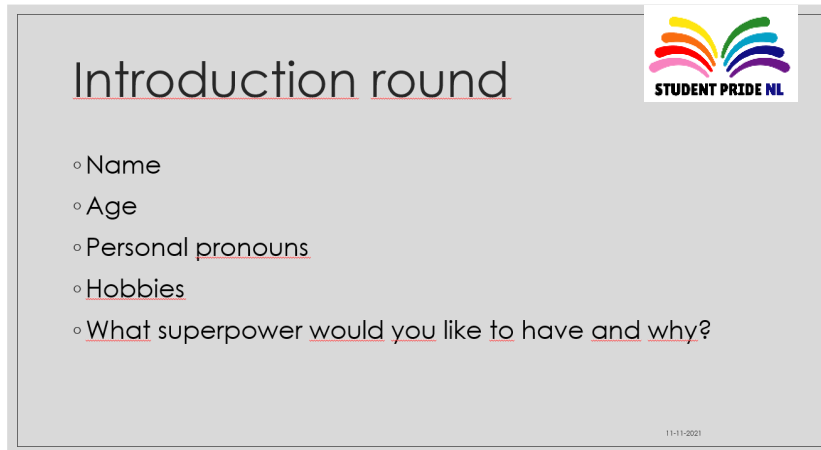 STUDENT PRIDE NL
Introduction round
Name
Age
Personal pronouns
Hobbies
What superpower would you like to have and why?
11-11-2021